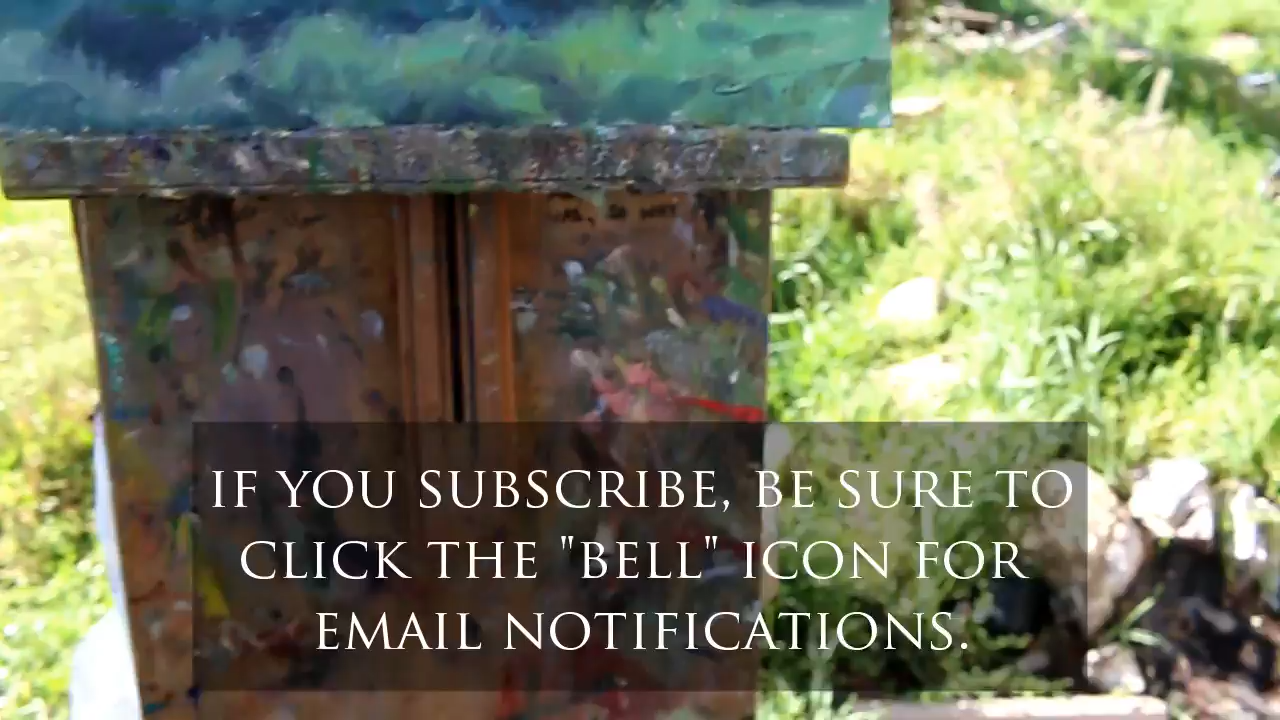 IF YOU SUBSCRIBE, BE SURE TO
CLICK THE "BELL" ICON FOR
EMAIL NOTIFICATIONS.